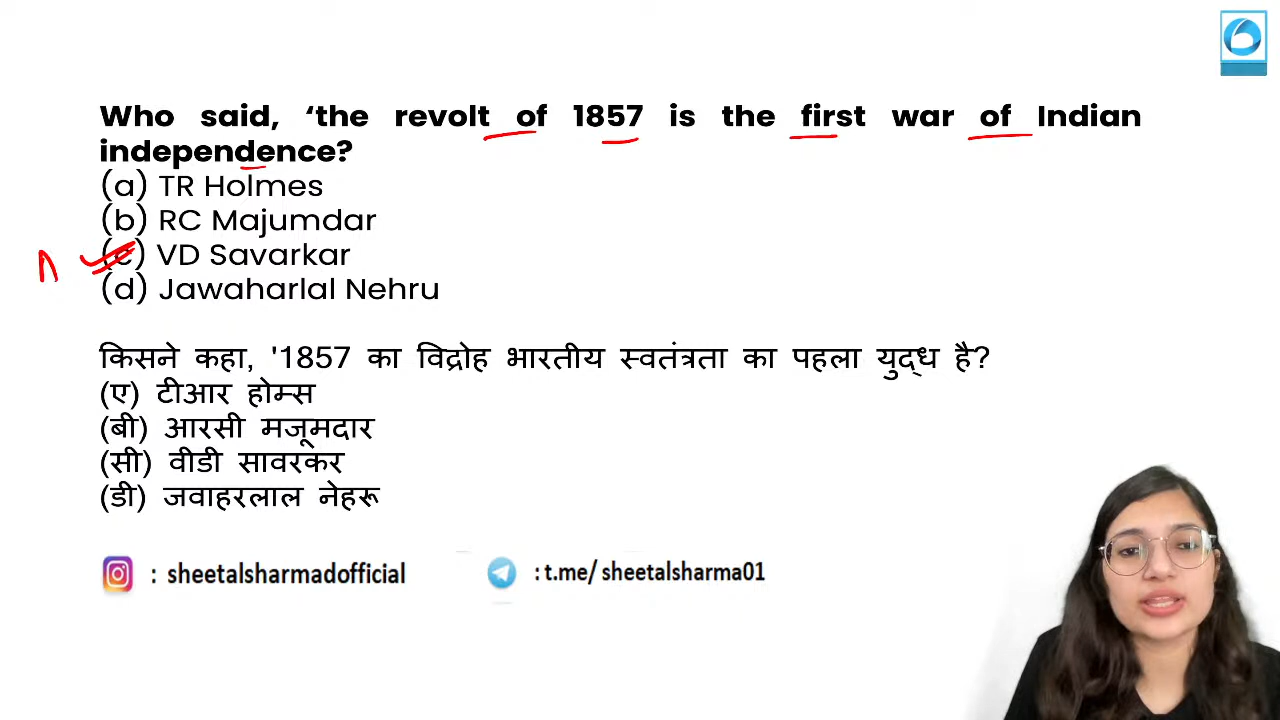 Who said, ‘the revolt of 1857 is the first war of Indian
independence?
(a) TR Holmes
(b) RC Majumdar
(c) VD Savarkar
(d) Jawaharlal Nehru
किसने कहा, '1857 का विद्रोह भारतीय स्वतंत्रता का पहला युद्ध है?
(ए) टीआर होम्स
(बी) आरसी मजूमदार
(सी) वीडी सावरकर
(डी) जवाहरलाल नेहरू
: sheetalsharmadofficial
: t.me/ sheetalsharma01